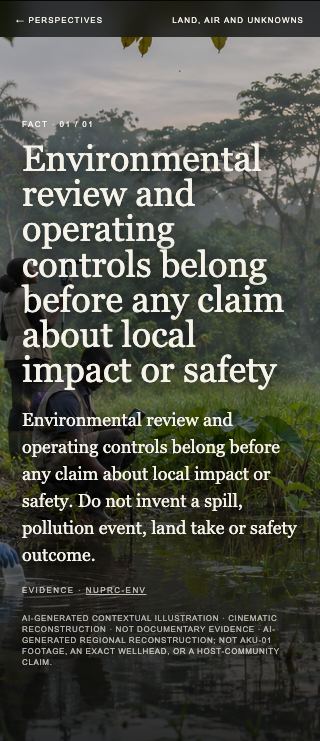 ← PERSPECTIVES
LAND, AIR AND UNKNOWNS
FACT · 01 / 01
Environmental
review and
operating
controls belong
before any claim
about local
impact or safety
Environmental review and
operating controls belong before
any claim about local impact or
safety. Do not invent a spill,
pollution event, land take or safety
outcome.
EVIDENCE · NUPRC-ENV
AI-GENERATED CONTEXTUAL ILLUSTRATION · CINEMATIC
RECONSTRUCTION · NOT DOCUMENTARY EVIDENCE · AI-
GENERATED REGIONAL RECONSTRUCTION; NOT AKU-01
FOOTAGE, AN EXACT WELLHEAD, OR A HOST-COMMUNITY
CLAIM.